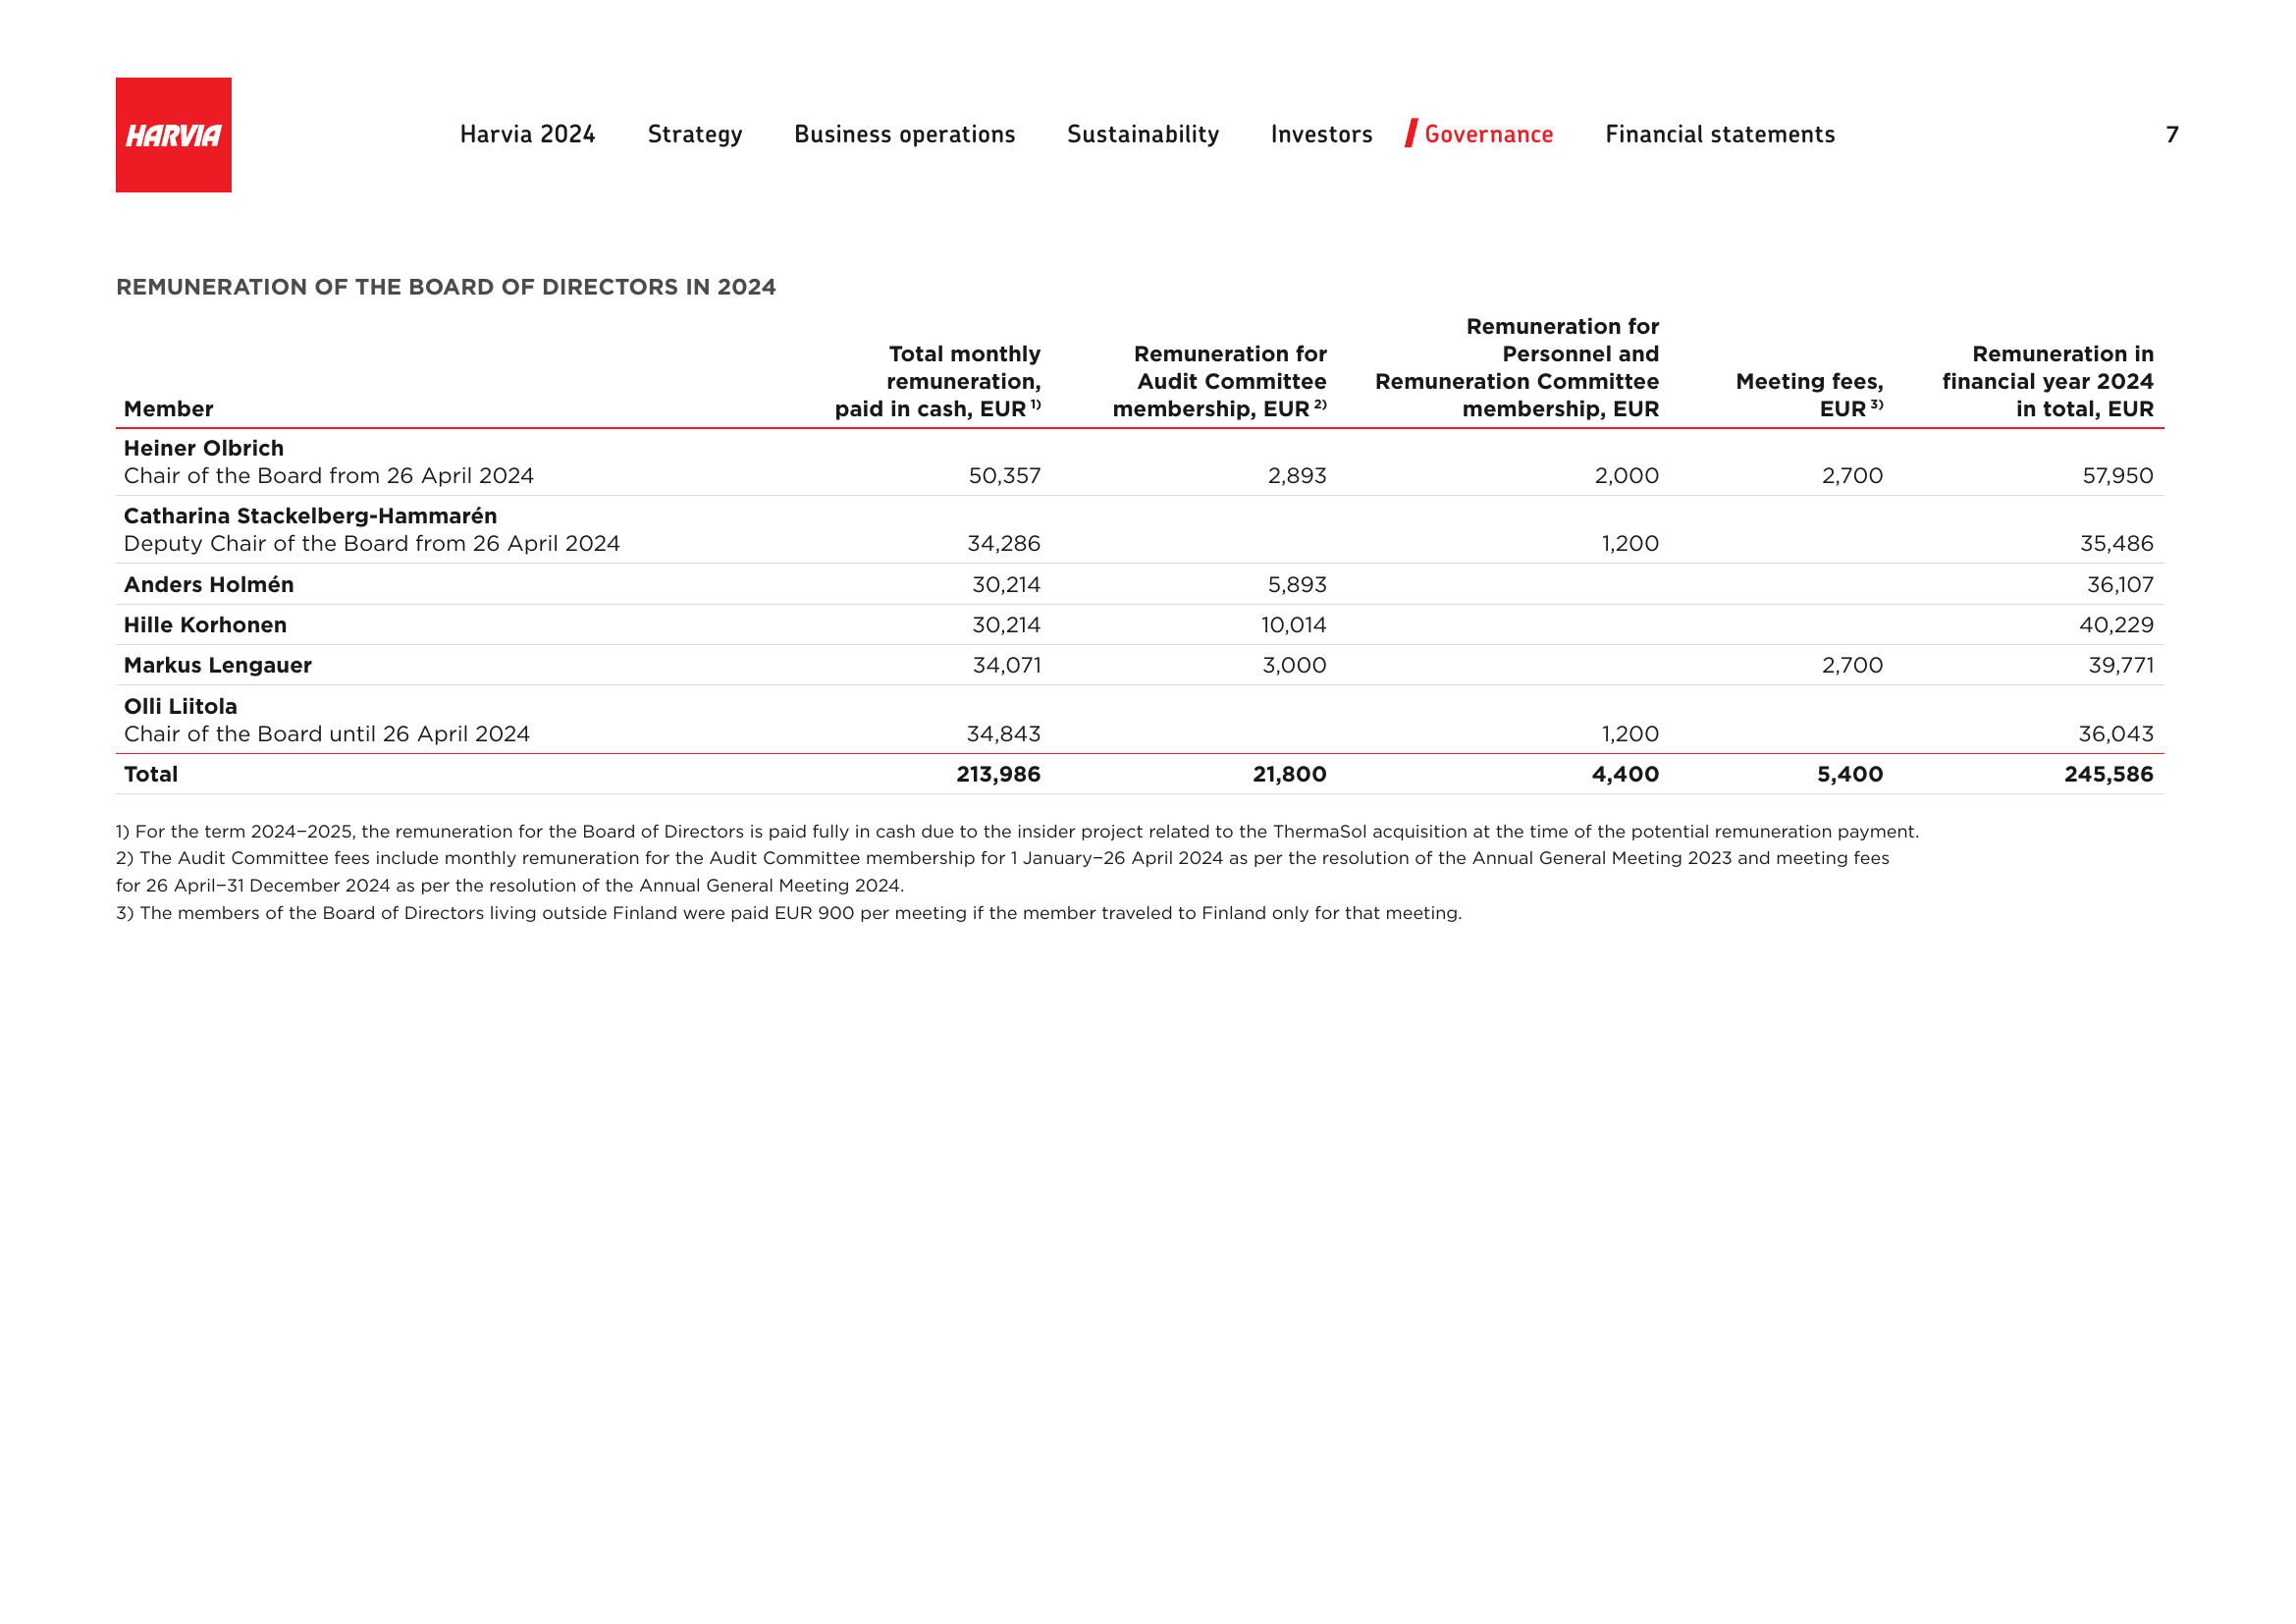 HARVIA
Harvia 2024 Strategy Business operations Sustainability Investors Governance Financial statements 7
REMUNERATION OF THE BOARD OF DIRECTORS IN 2024
Member Total monthly remuneration, paid in cash, EUR 1) Remuneration for Audit Committee membership, EUR 2) Remuneration for Personnel and Remuneration Committee membership, EUR Meeting fees, EUR 3) Remuneration in financial year 2024 in total, EUR
Heiner Olbrich
Chair of the Board from 26 April 2024 50,357 2,893 2,000 2,700 57,950
Catharina Stackelberg-Hammarén
Deputy Chair of the Board from 26 April 2024 34,286 1,200 35,486
Anders Holmén 30,214 5,893 36,107
Hille Korhonen 30,214 10,014 40,229
Markus Lengauer 34,071 3,000 2,700 39,771
Olli Liitola
Chair of the Board until 26 April 2024 34,843 1,200 36,043
Total 213,986 21,800 4,400 5,400 245,586
1) For the term 2024–2025, the remuneration for the Board of Directors is paid fully in cash due to the insider project related to the ThermaSol acquisition at the time of the potential remuneration payment.
2) The Audit Committee fees include monthly remuneration for the Audit Committee membership for 1 January–26 April 2024 as per the resolution of the Annual General Meeting 2023 and meeting fees
for 26 April–31 December 2024 as per the resolution of the Annual General Meeting 2024.
3) The members of the Board of Directors living outside Finland were paid EUR 900 per meeting if the member traveled to Finland only for that meeting.